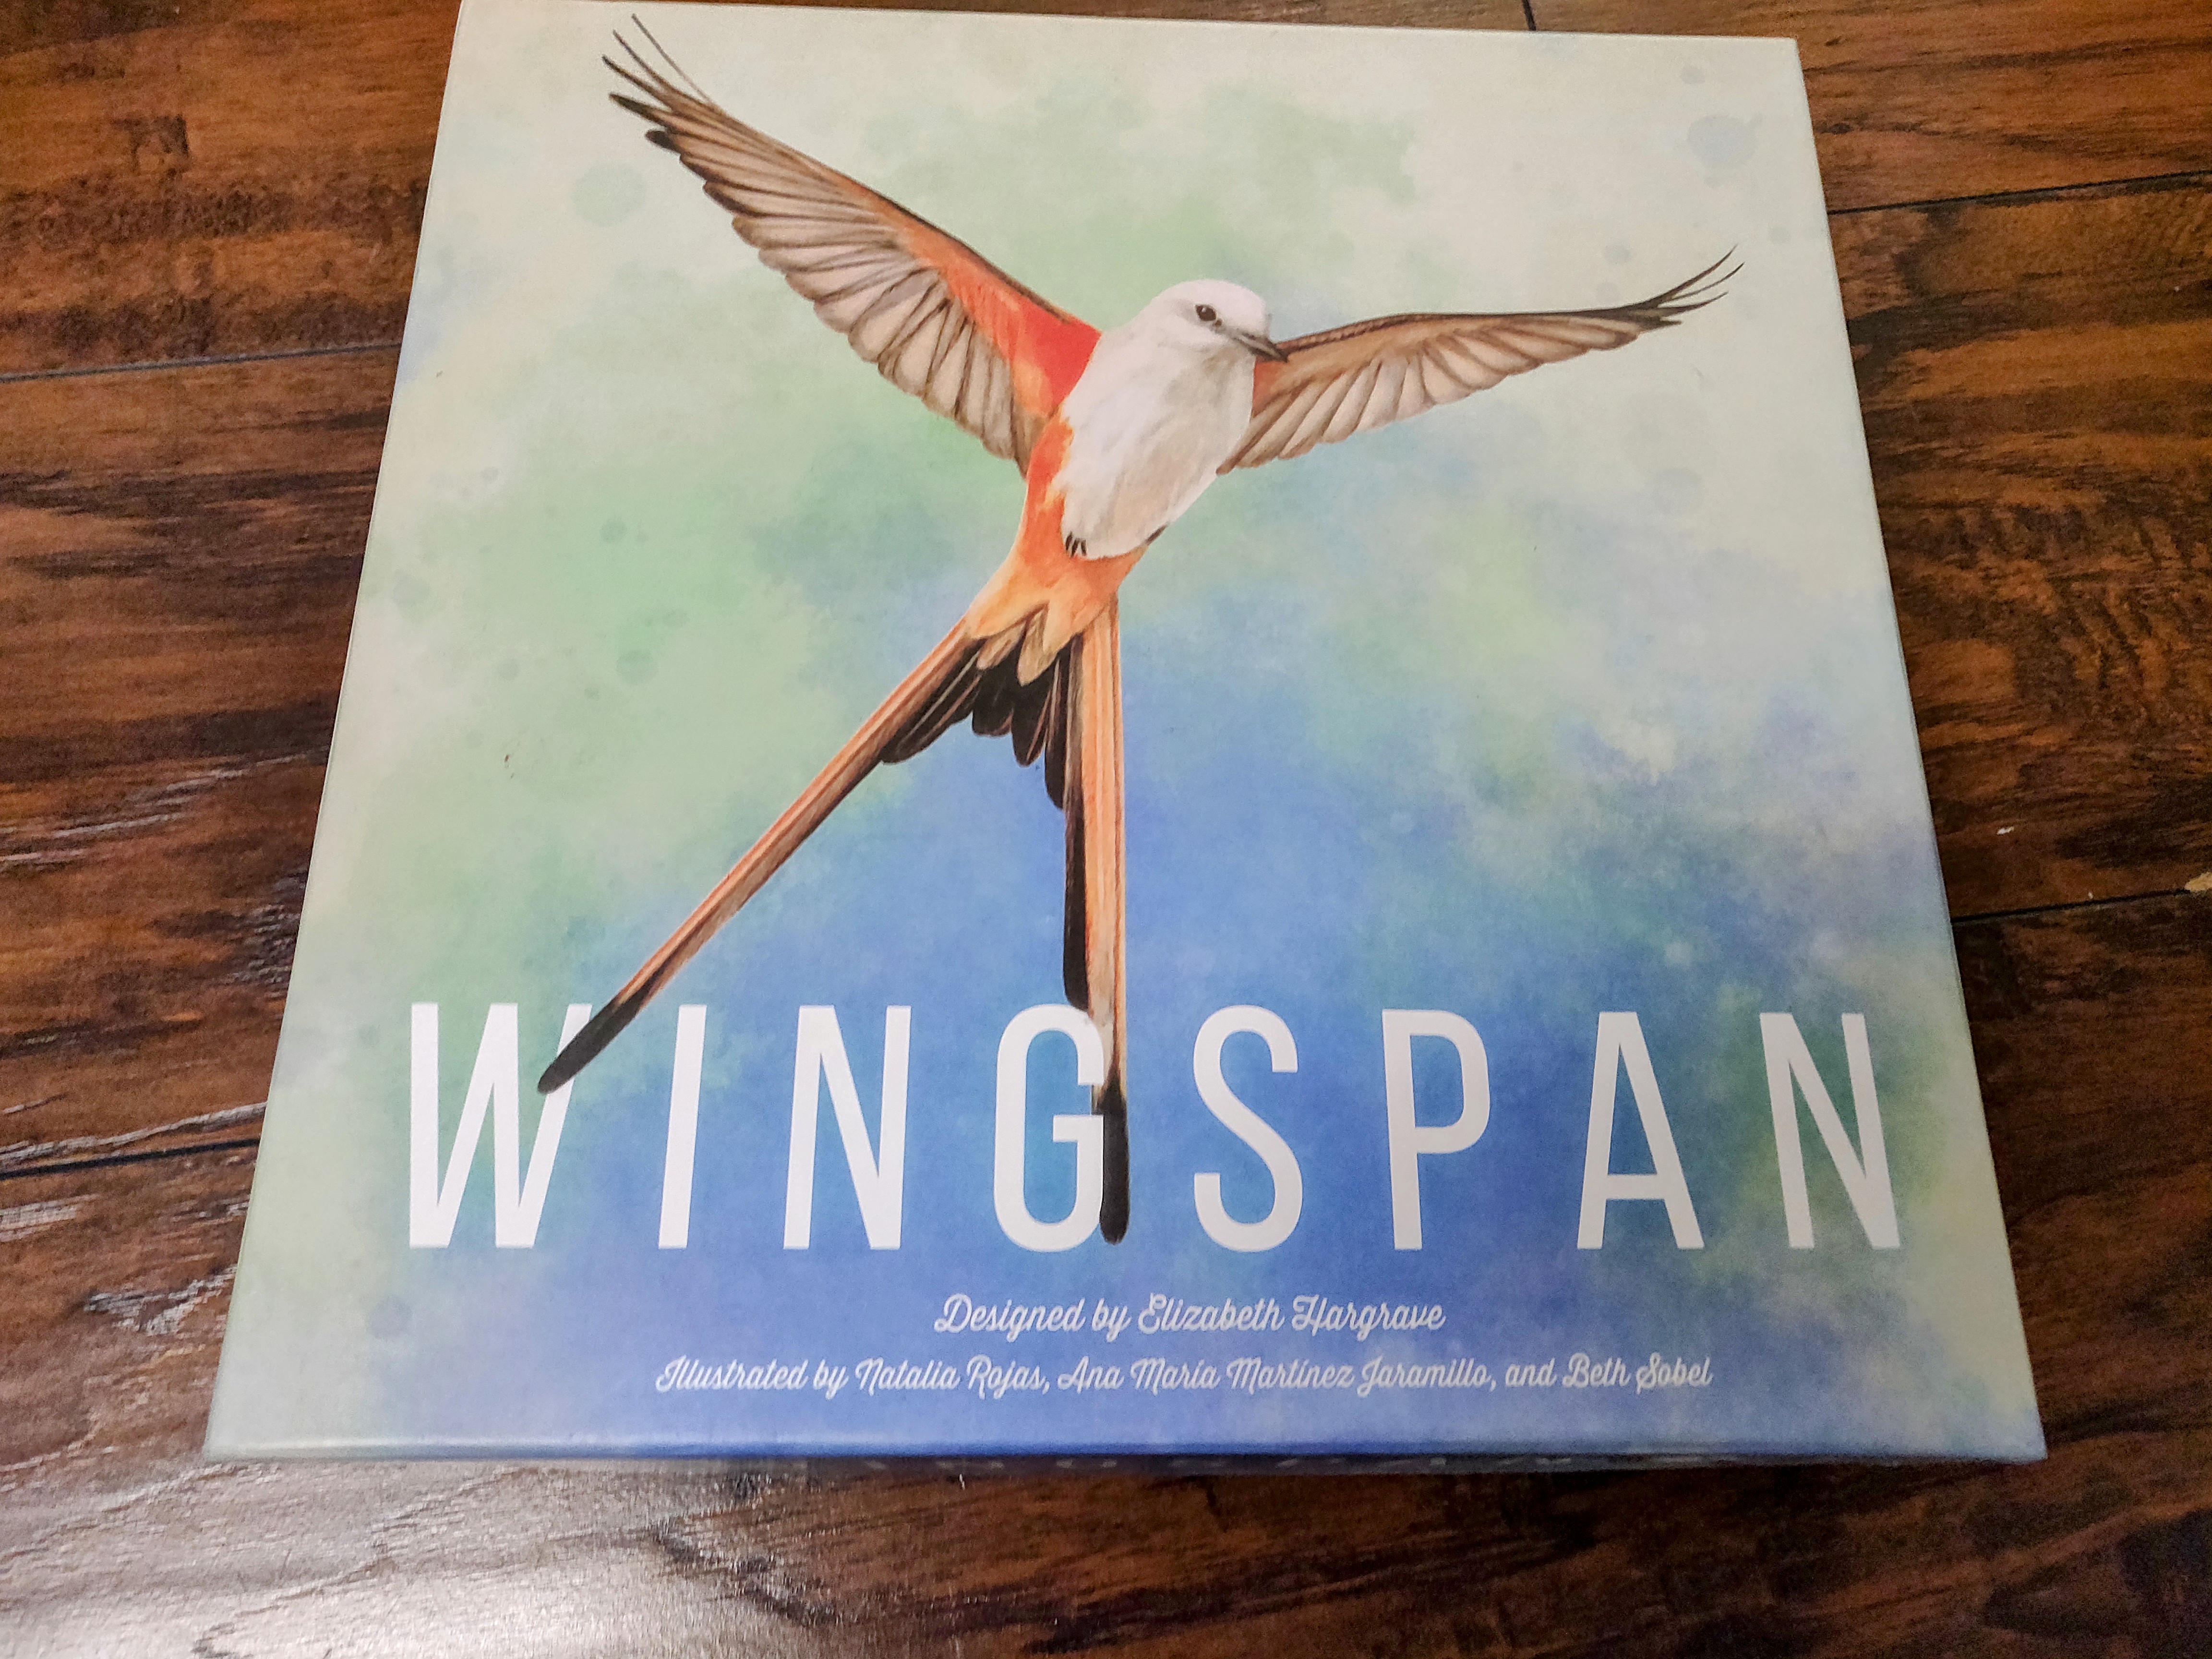 WINGSPAN
Designed by Elizabeth Hargrave
Illustrated by Natalia Rojas, Ana María Martínez Jaramillo, and Beth Sobel